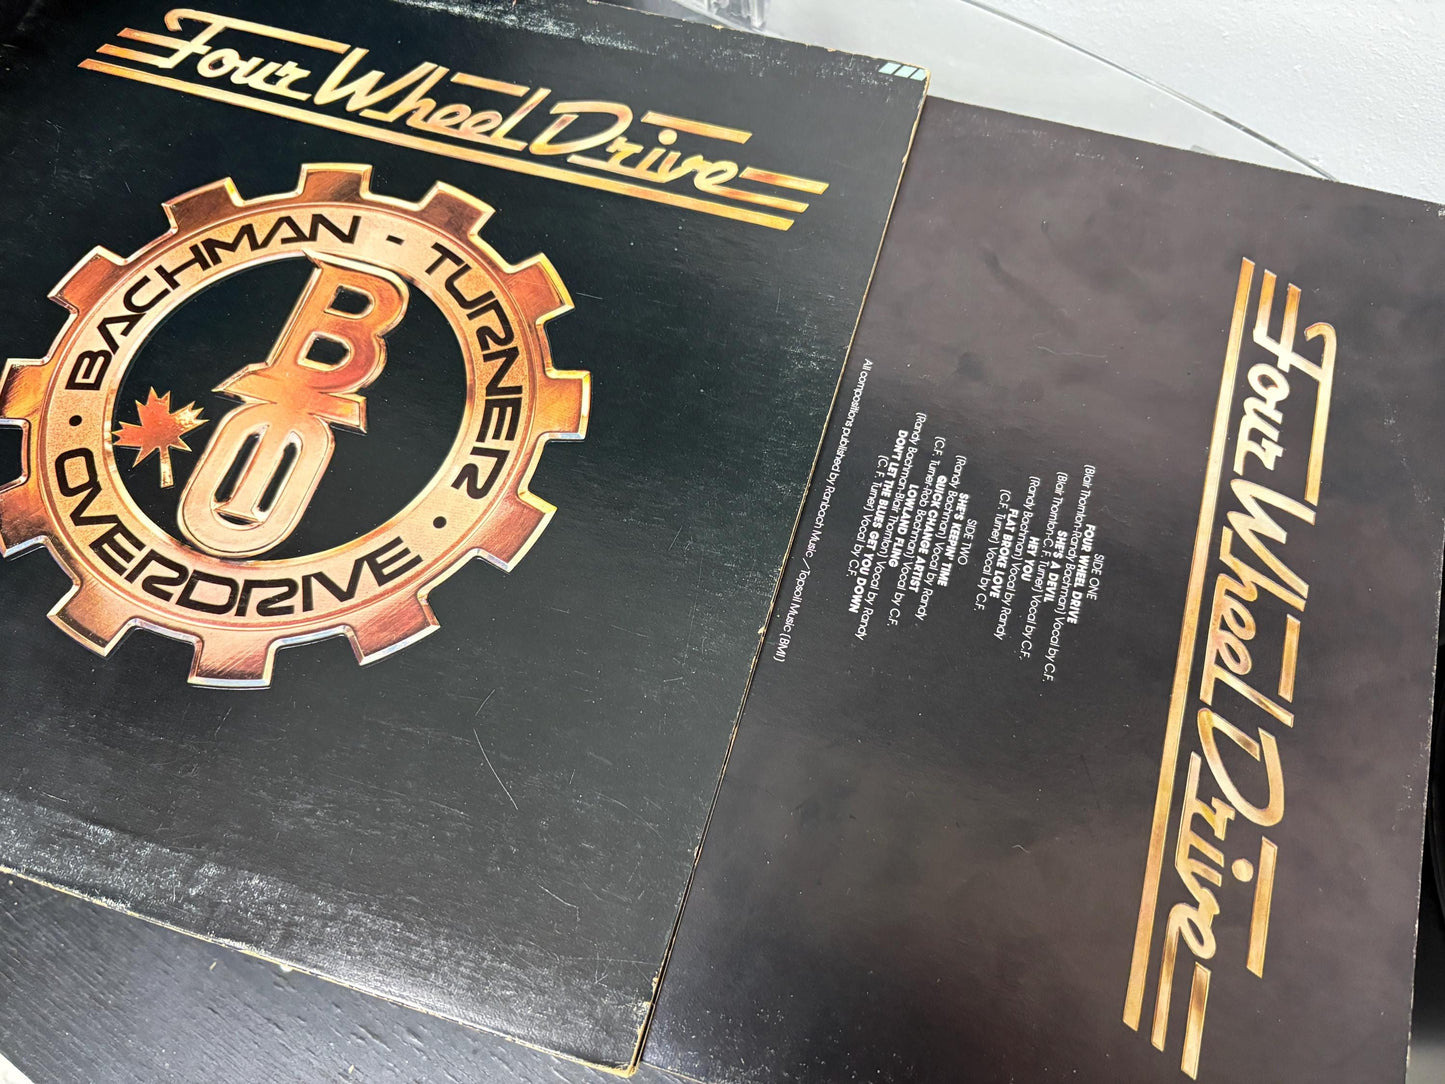 Four Wheel Drive
BACHMAN - TURNER
OVERDRIVE
BTO
Four Wheel Drive
SIDE ONE
FOUR WHEEL DRIVE
(Blair Thornton-Randy Bachman) Vocal by C.F.
SHE'S A DEVIL
(Blair Thornton-C.F. Turner) Vocal by C.F.
HEY YOU
(Randy Bachman) Vocal by Randy
FLAT BROKE LOVE
(C.F. Turner) Vocal by C.F.
SIDE TWO
SHE'S KEEPIN' TIME
(Randy Bachman) Vocal by Randy
QUICK CHANGE ARTIST
(C.F. Turner-Rob Bachman) Vocal by C.F.
LOWLAND FLING
(Randy Bachman-Blair Thornton) Vocal by Randy
DON'T LET THE BLUES GET YOU DOWN
(C.F. Turner) Vocal by C.F.
All compositions published by Ranbach Music / Topsoil Music (BMI)